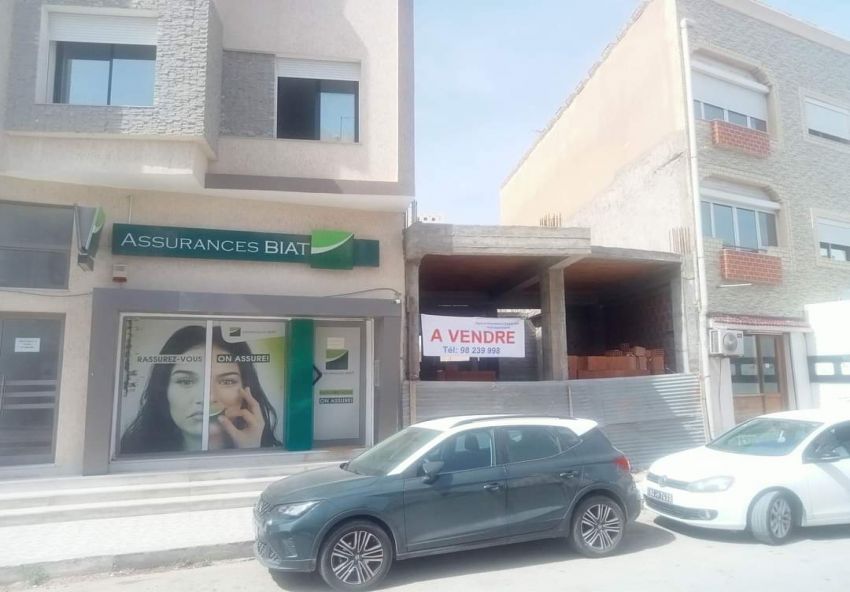 ASSURANCES BIAT
RASSUREZ-VOUS
ON ASSURE!
ON ASSURE!
A VENDRE
Tél: 98 239 998